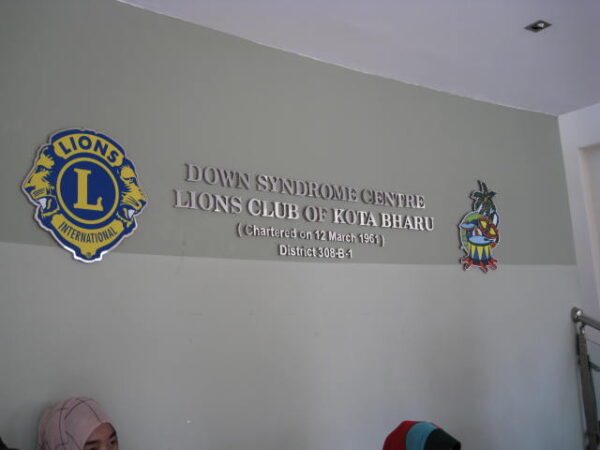 LIONS
L
INTERNATIONAL
DOWN SYNDROME CENTRE
LIONS CLUB OF KOTA BHARU
(Chartered on 12 March 1961)
District 308-B-1